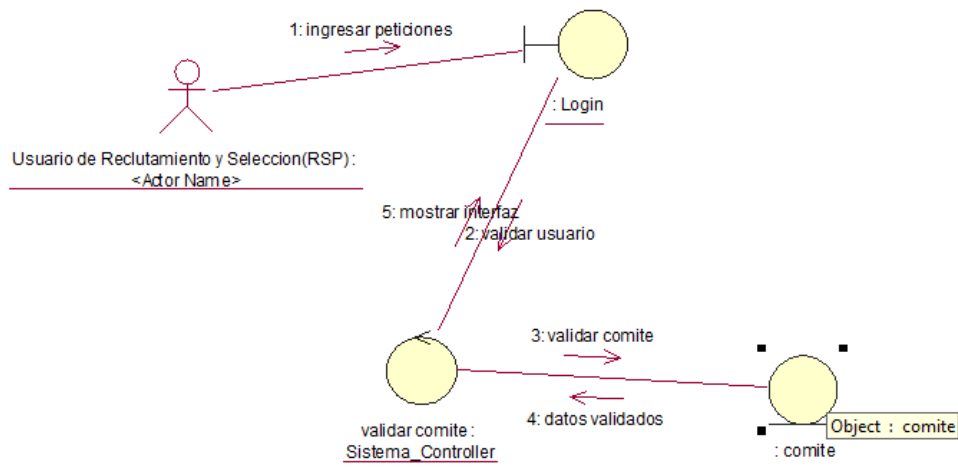 1: ingresar peticiones
: Login
Usuario de Reclutamiento y Seleccion(RSP) :
<Actor Name>
5: mostrar interfaz
2: validar usuario
3: validar comite
4: datos validados
validar comite :
Sistema_Controller
Object : comite
: comite